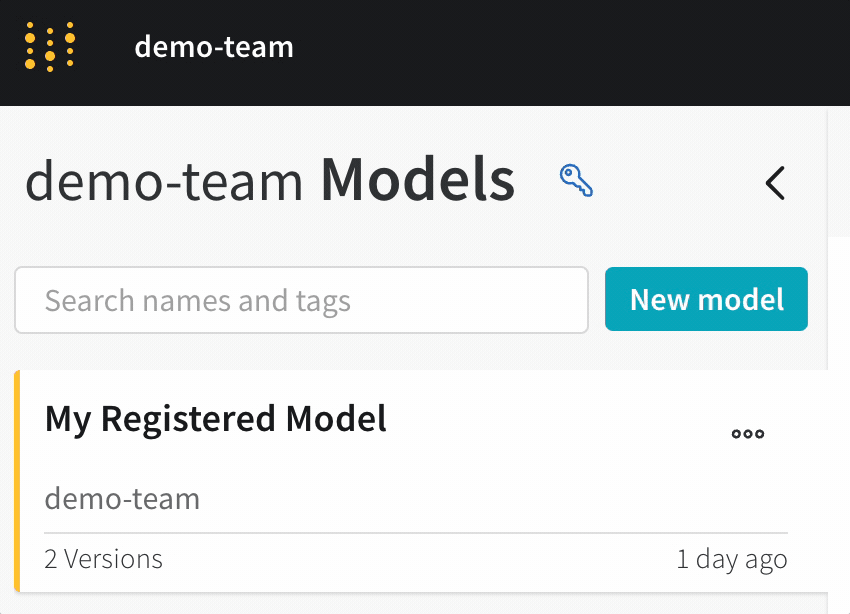 demo-team
demo-team Models
Search names and tags
New model
My Registered Model
demo-team
2 Versions
1 day ago